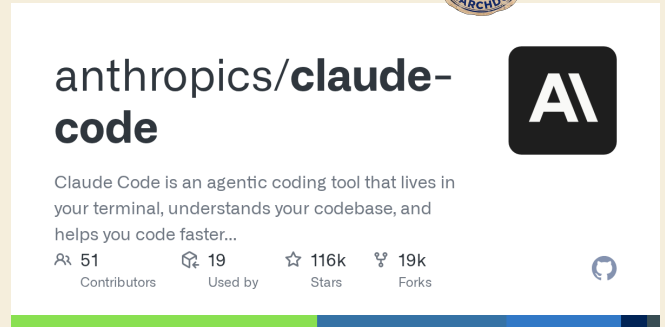 anthropics/claude-
code
Claude Code is an agentic coding tool that lives in
your terminal, understands your codebase, and
helps you code faster...
51 19 116k 19k
Contributors Used by Stars Forks